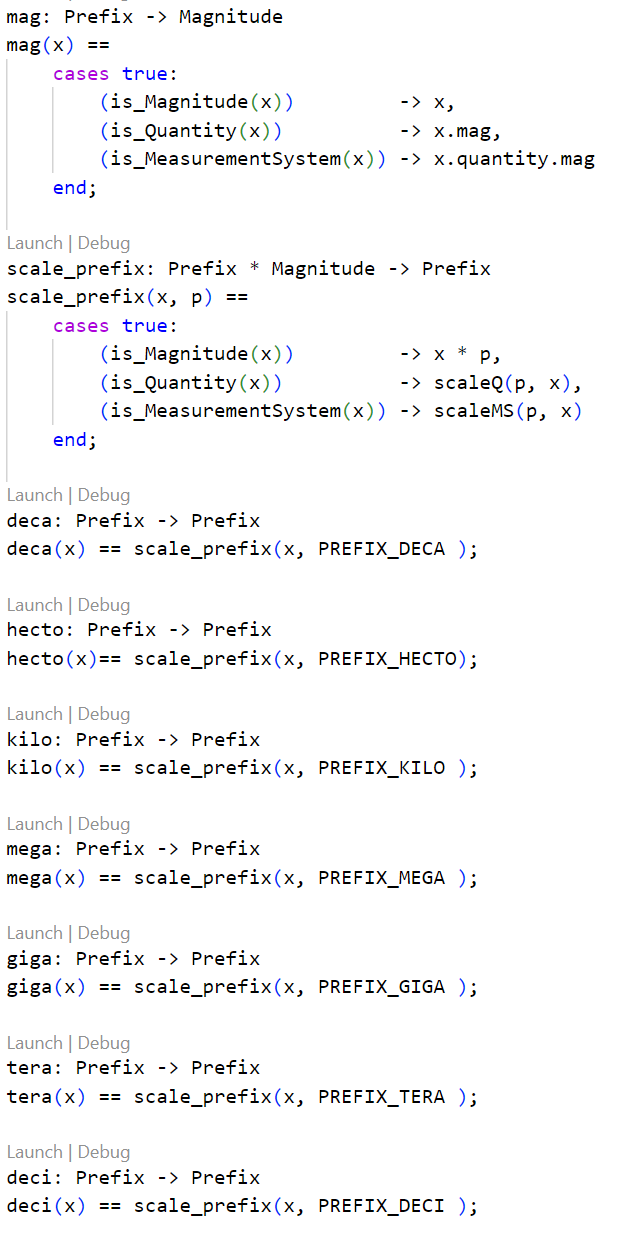 mag: Prefix -> Magnitude
mag(x) ==
    cases true:
        (is_Magnitude(x))         -> x,
        (is_Quantity(x))          -> x.mag,
        (is_MeasurementSystem(x)) -> x.quantity.mag
    end;
Launch | Debug
scale_prefix: Prefix * Magnitude -> Prefix
scale_prefix(x, p) ==
    cases true:
        (is_Magnitude(x))         -> x * p,
        (is_Quantity(x))          -> scaleQ(p, x),
        (is_MeasurementSystem(x)) -> scaleMS(p, x)
    end;
Launch | Debug
deca: Prefix -> Prefix
deca(x) == scale_prefix(x, PREFIX_DECA );
Launch | Debug
hecto: Prefix -> Prefix
hecto(x)== scale_prefix(x, PREFIX_HECTO);
Launch | Debug
kilo: Prefix -> Prefix
kilo(x) == scale_prefix(x, PREFIX_KILO );
Launch | Debug
mega: Prefix -> Prefix
mega(x) == scale_prefix(x, PREFIX_MEGA );
Launch | Debug
giga: Prefix -> Prefix
giga(x) == scale_prefix(x, PREFIX_GIGA );
Launch | Debug
tera: Prefix -> Prefix
tera(x) == scale_prefix(x, PREFIX_TERA );
Launch | Debug
deci: Prefix -> Prefix
deci(x) == scale_prefix(x, PREFIX_DECI );